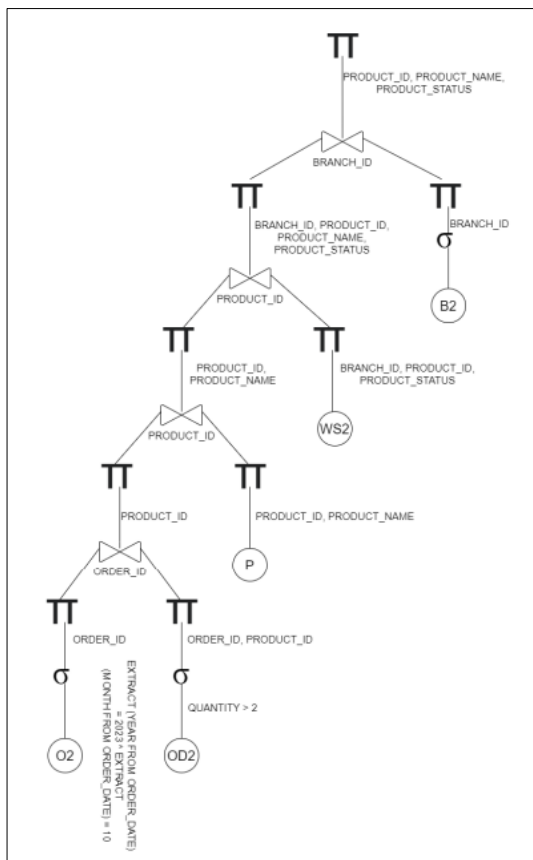 π
PRODUCT_ID, PRODUCT_NAME,
PRODUCT_STATUS
BRANCH_ID
π
π
BRANCH_ID, PRODUCT_ID,
PRODUCT_NAME,
PRODUCT_STATUS
BRANCH_ID
σ
B2
PRODUCT_ID
π
π
PRODUCT_ID,
PRODUCT_NAME
BRANCH_ID, PRODUCT_ID,
PRODUCT_STATUS
WS2
PRODUCT_ID
π
π
PRODUCT_ID
PRODUCT_ID, PRODUCT_NAME
P
ORDER_ID
π
π
ORDER_ID
ORDER_ID, PRODUCT_ID
σ
σ
EXTRACT (YEAR FROM ORDER_DATE)
= 2023 ^ EXTRACT
(MONTH FROM ORDER_DATE) = 10
QUANTITY > 2
O2
OD2